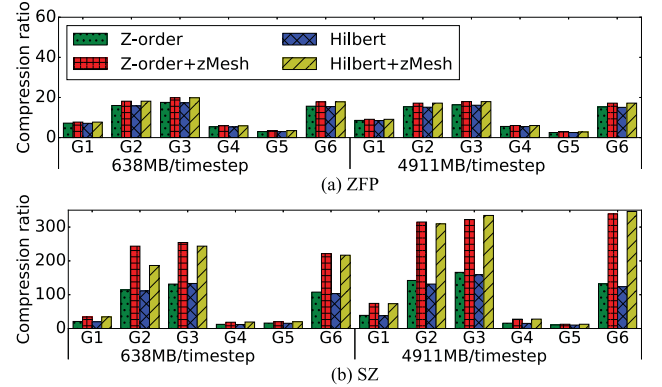 Compression ratio
60
40
20
0
Z-order
Hilbert
Z-order+zMesh
Hilbert+zMesh
G1 G2 G3 G4 G5 G6 G1 G2 G3 G4 G5 G6
638MB/timestep 4911MB/timestep
(a) ZFP
Compression ratio
300
200
100
0
G1 G2 G3 G4 G5 G6 G1 G2 G3 G4 G5 G6
638MB/timestep 4911MB/timestep
(b) SZ